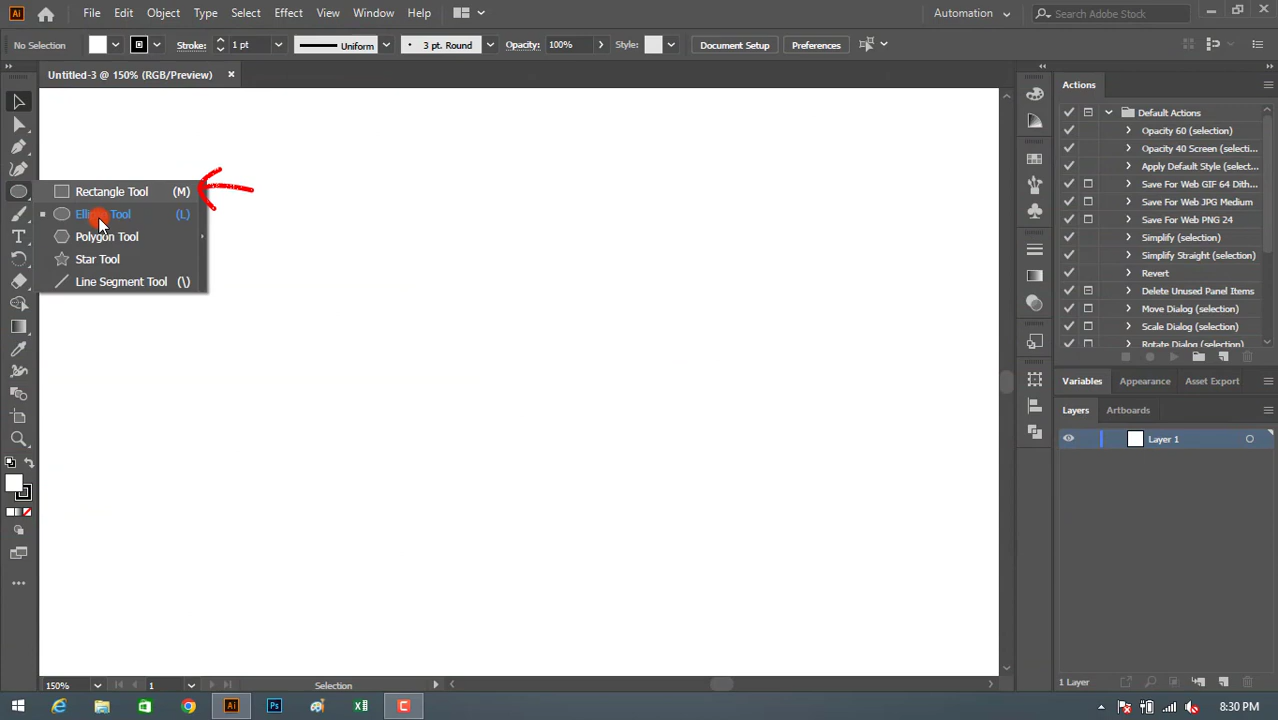 Ai File Edit Object Type Select Effect View Window Help Automation Search Adobe Stock
No Selection Stroke: 1 pt Uniform 3 pt. Round Opacity: 100% Style: Document Setup Preferences
Untitled-3 @ 150% (RGB/Preview)
Rectangle Tool (M)
Tool (L)
Polygon Tool
Star Tool
Line Segment Tool (\)
T
Actions
Default Actions
Opacity 60 (selection)
Opacity 40 Screen (selecti...
Apply Default Style (select...
Save For Web GIF 64 Dith...
Save For Web JPG Medium
Save For Web PNG 24
Simplify (selection)
Simplify Straight (Selection)
Revert
Delete Unused Panel Items
Move Dialog (selection)
Scale Dialog (selection)
Rotate Dialog (selection)
Variables Appearance Asset Export
Layers Artboards
Layer 1
1 Layer
150% 1 Selection
Ai Ps 8:30 PM